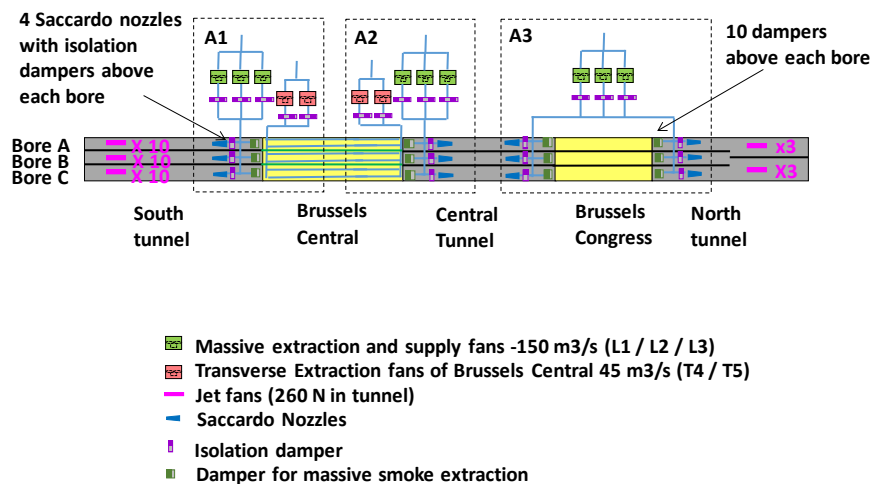 4 Saccardo nozzles
with isolation
dampers above
each bore
A1
A2
A3
10 dampers
above each bore
Bore A
Bore B
Bore C
X 10
X 10
x3
X3
South
tunnel
Brussels
Central
Central
Tunnel
Brussels
Congress
North
tunnel
Massive extraction and supply fans -150 m3/s (L1 / L2 / L3)
Transverse Extraction fans of Brussels Central 45 m3/s (T4 / T5)
Jet fans (260 N in tunnel)
Saccardo Nozzles
Isolation damper
Damper for massive smoke extraction